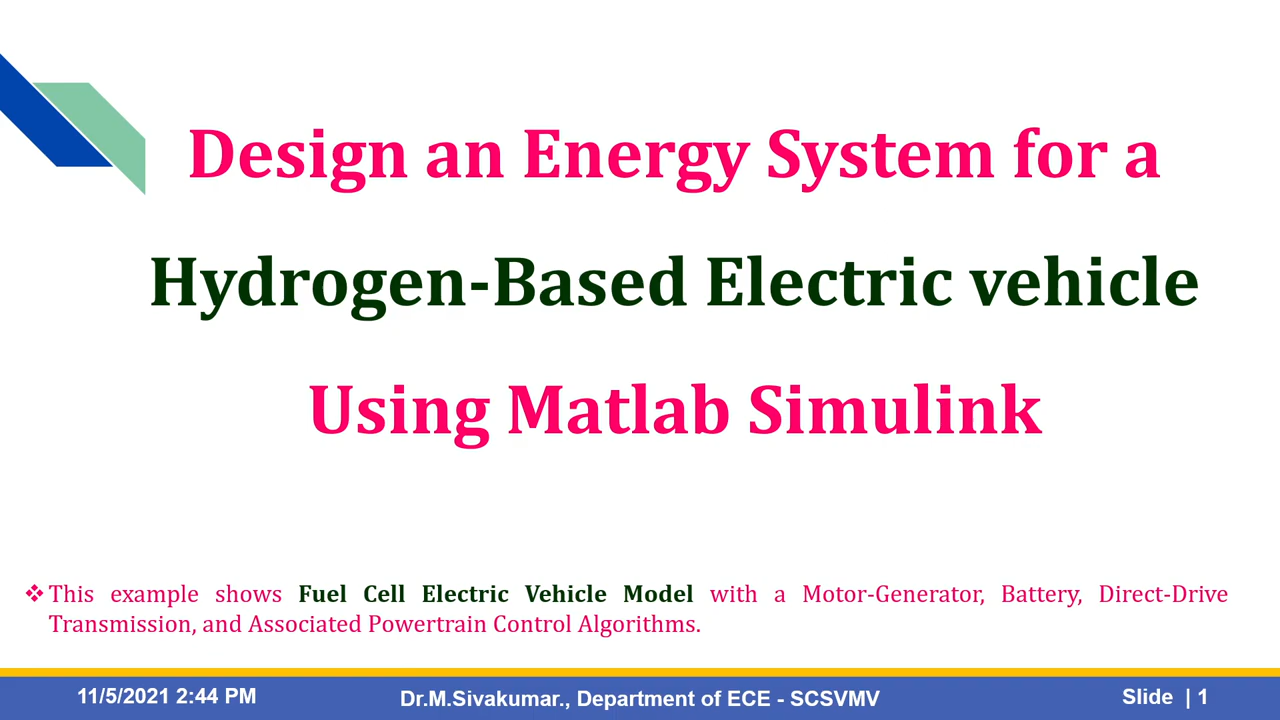 Design an Energy System for a
Hydrogen-Based Electric vehicle
Using Matlab Simulink
❖This example shows Fuel Cell Electric Vehicle Model with a Motor-Generator, Battery, Direct-Drive
Transmission, and Associated Powertrain Control Algorithms.
11/5/2021 2:44 PM
Dr.M.Sivakumar., Department of ECE - SCSVMV
Slide | 1